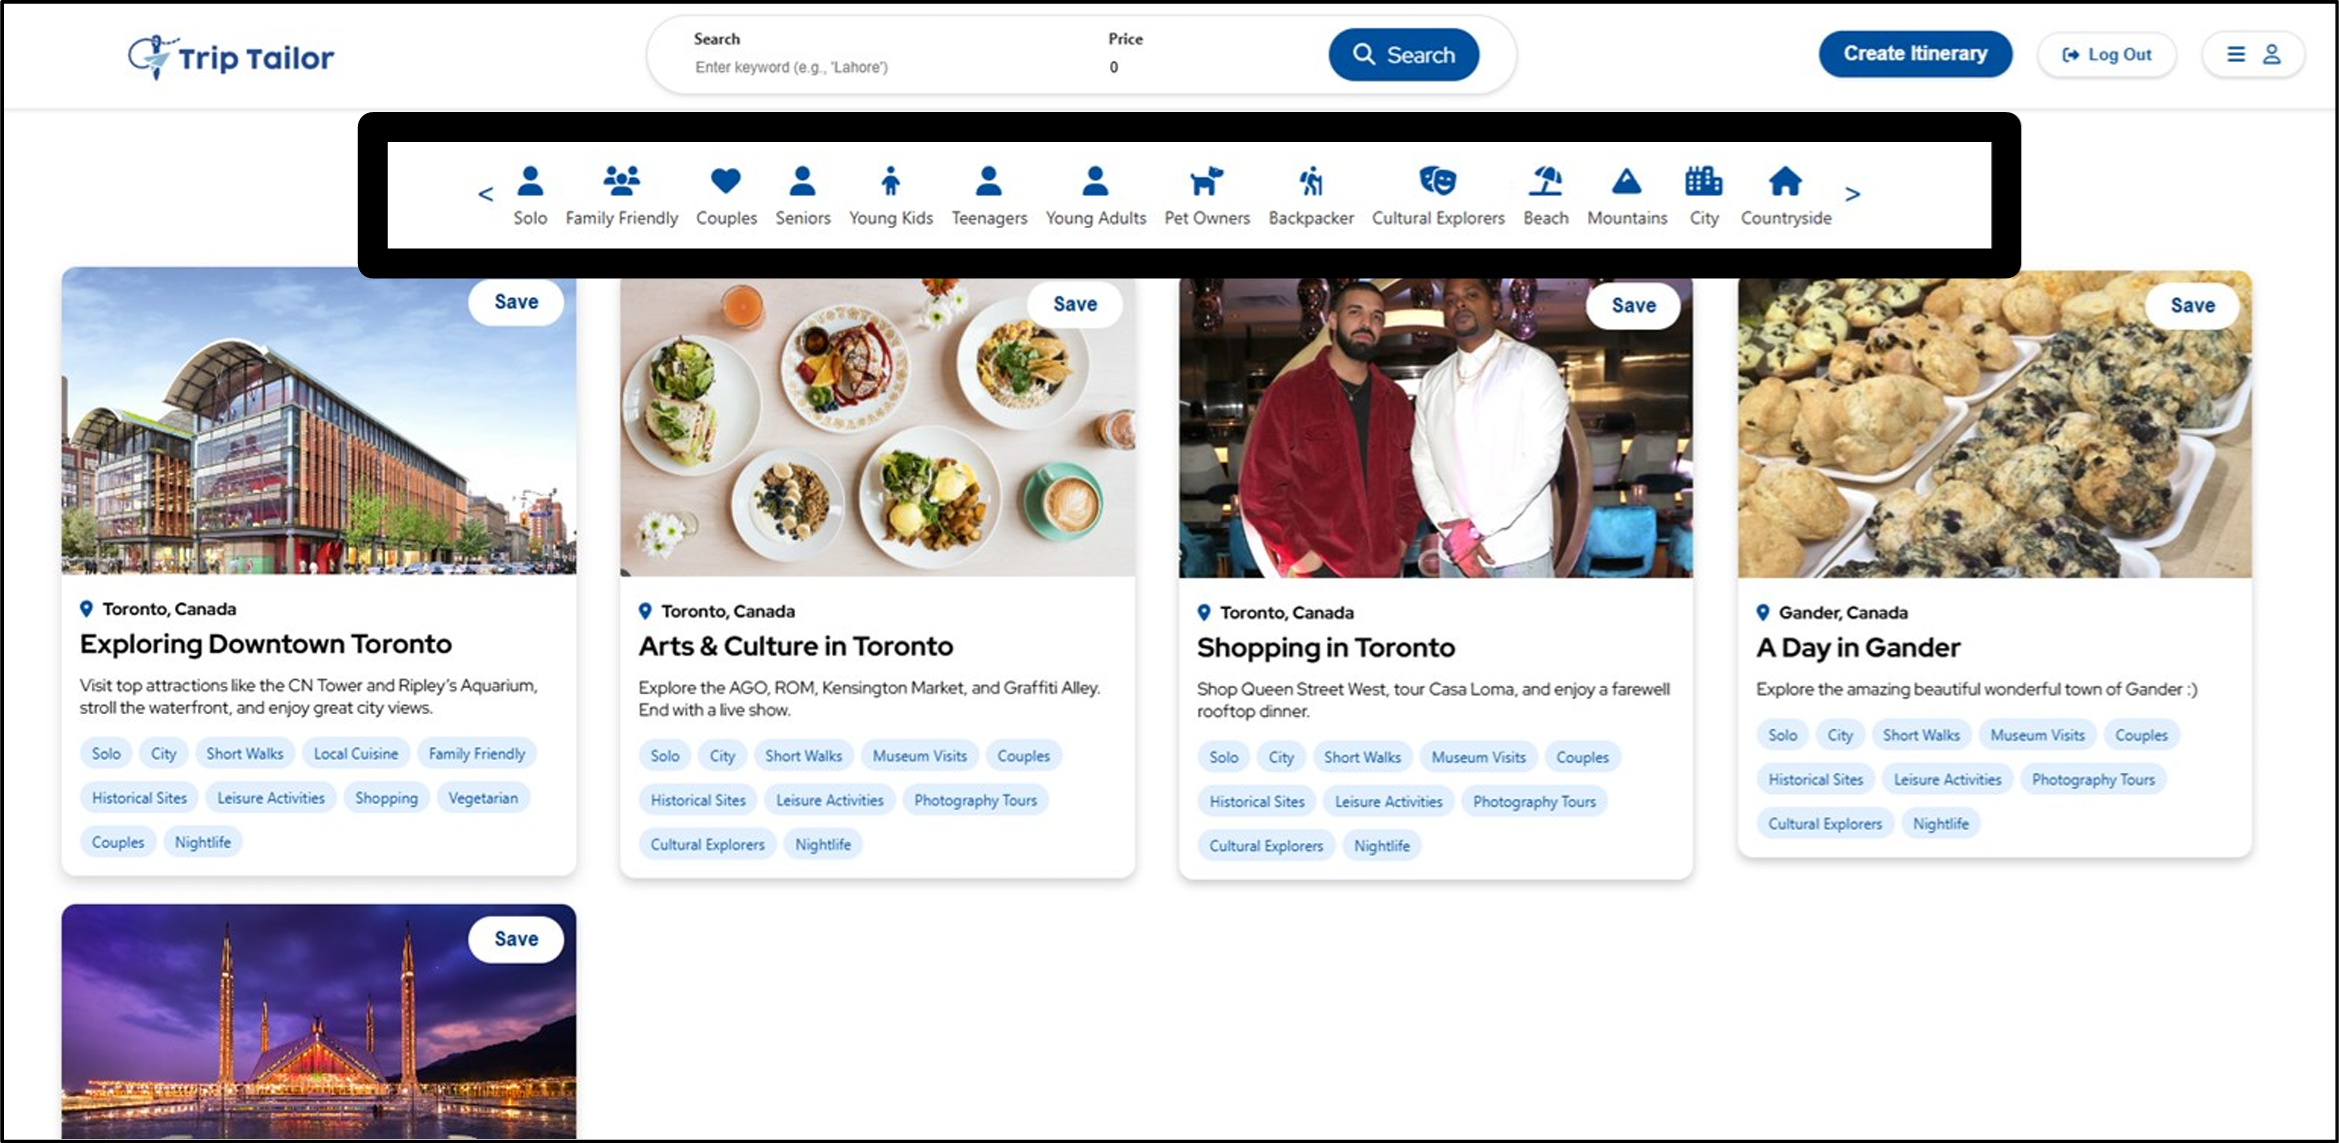 Trip Tailor
Search
Enter keyword (e.g., 'Lahore')
Price
0
Search
Create Itinerary
Log Out
<
Solo
Family Friendly
Couples
Seniors
Young Kids
Teenagers
Young Adults
Pet Owners
Backpacker
Cultural Explorers
Beach
Mountains
City
Countryside
>
Save
Toronto, Canada
Exploring Downtown Toronto
Visit top attractions like the CN Tower and Ripley's Aquarium,
stroll the waterfront, and enjoy great city views.
Solo City Short Walks Local Cuisine Family Friendly
Historical Sites Leisure Activities Shopping Vegetarian
Couples Nightlife
Save
Toronto, Canada
Arts & Culture in Toronto
Explore the AGO, ROM, Kensington Market, and Graffiti Alley.
End with a live show.
Solo City Short Walks Museum Visits Couples
Historical Sites Leisure Activities Photography Tours
Cultural Explorers Nightlife
Save
Toronto, Canada
Shopping in Toronto
Shop Queen Street West, tour Casa Loma, and enjoy a farewell
rooftop dinner.
Solo City Short Walks Museum Visits Couples
Historical Sites Leisure Activities Photography Tours
Cultural Explorers Nightlife
Save
Gander, Canada
A Day in Gander
Explore the amazing beautiful wonderful town of Gander :)
Solo City Short Walks Museum Visits Couples
Historical Sites Leisure Activities Photography Tours
Cultural Explorers Nightlife
Save